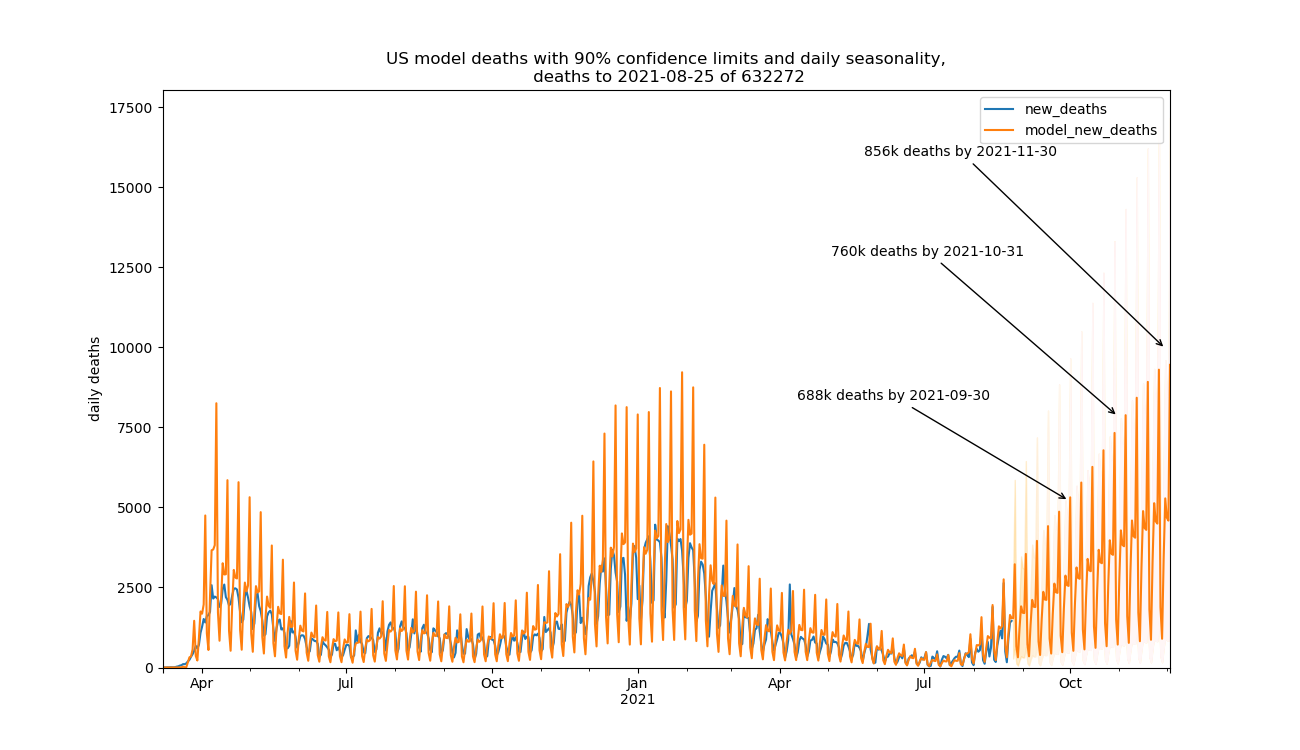 US model deaths with 90% confidence limits and daily seasonality,
deaths to 2021-08-25 of 632272
17500
15000
12500
10000
7500
5000
2500
0
daily deaths
new_deaths
model_new_deaths
856k deaths by 2021-11-30
760k deaths by 2021-10-31
688k deaths by 2021-09-30
Apr
Jul
Oct
Jan
2021
Apr
Jul
Oct